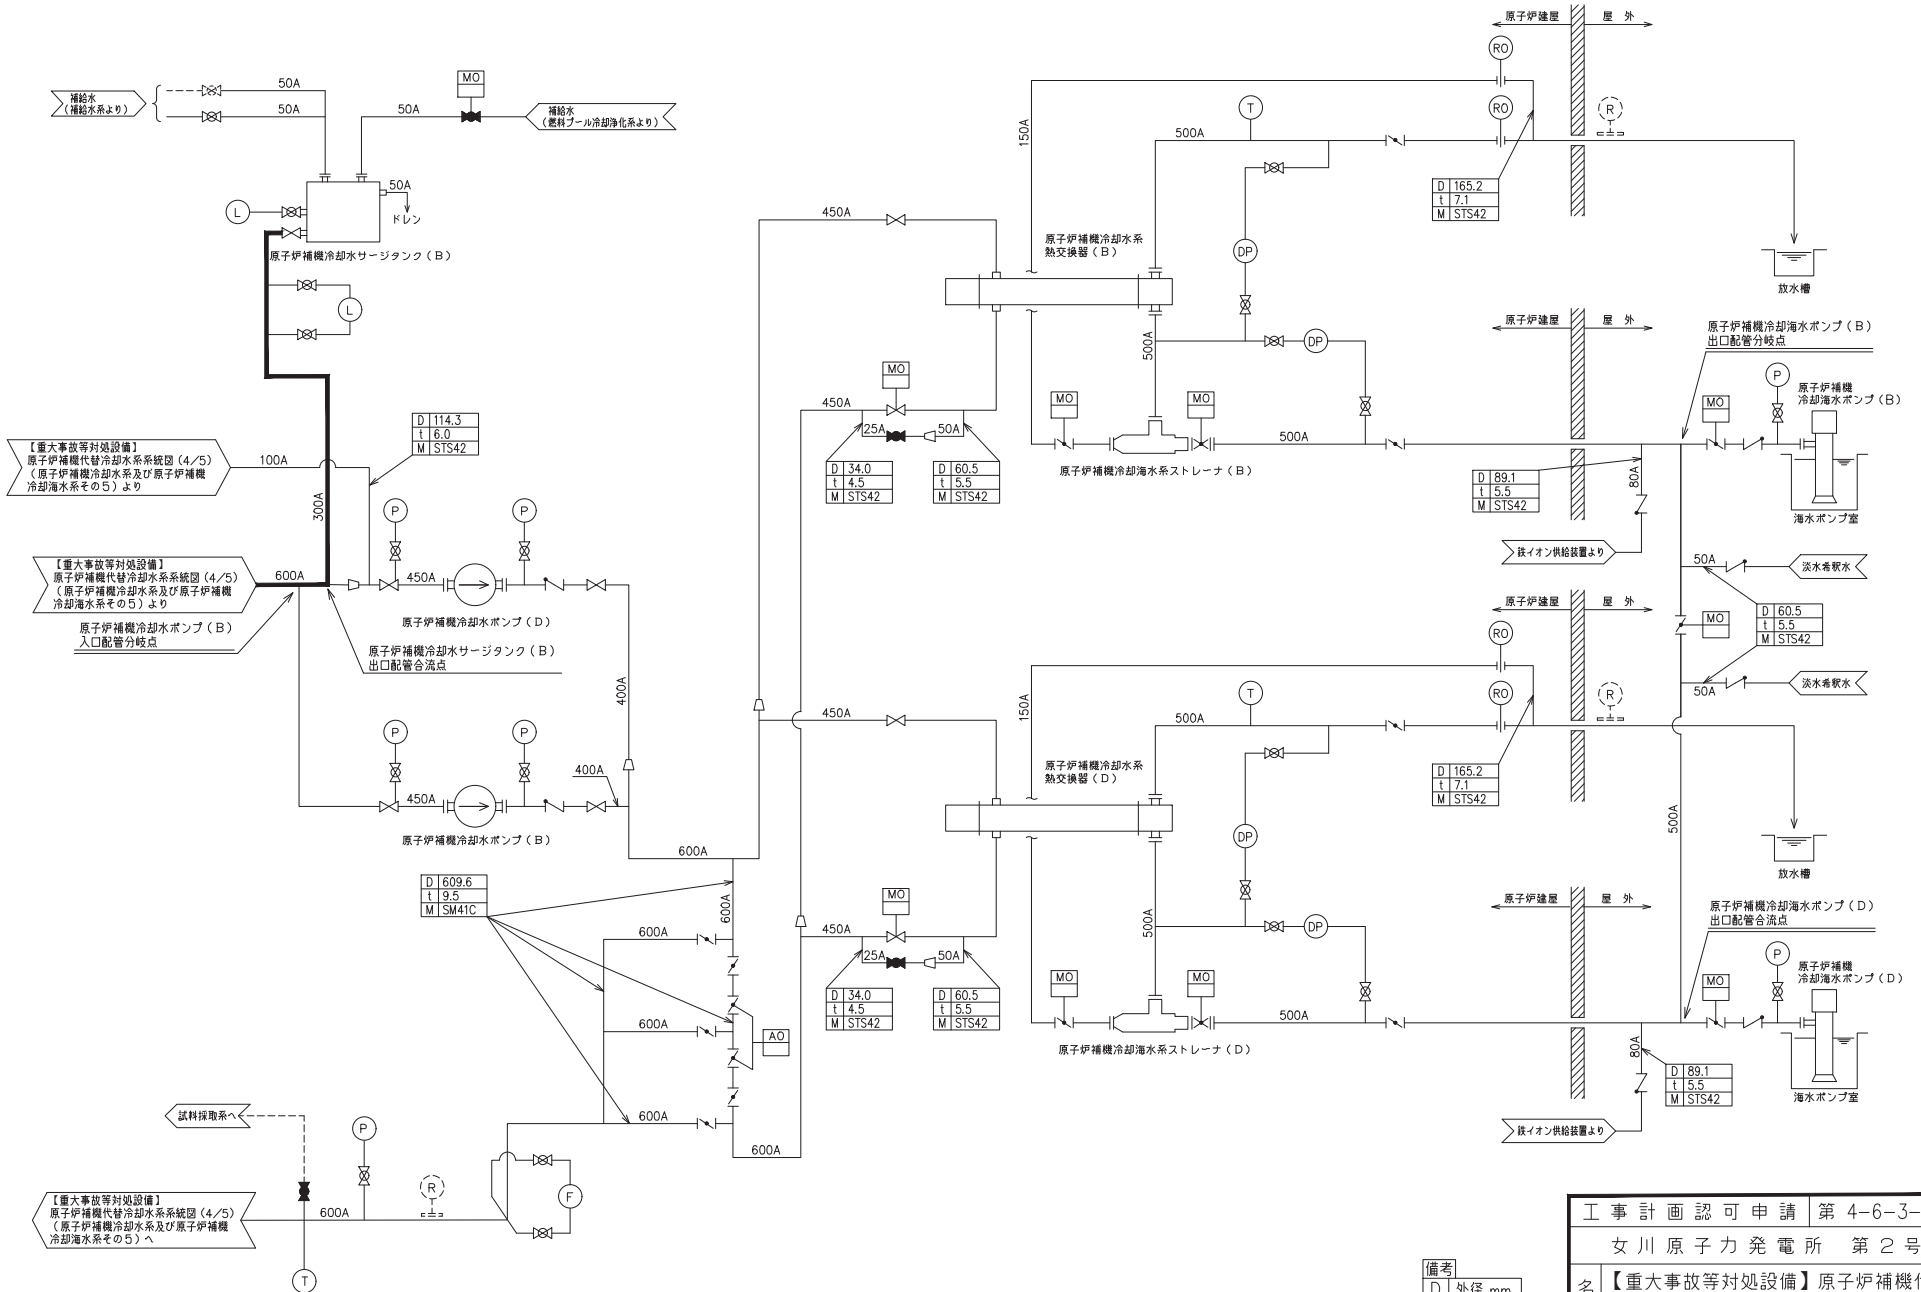 原子炉建屋
屋 外
RO
補給水
(補給水系より)
50A
50A
MO
50A
補給水
(燃料プール冷却浄化系より)
150A
T
RO
R
500A
50A
ドレン
L
D 165.2
t 7.1
M STS42
450A
原子炉補機冷却水系
熱交換器(B)
DP
原子炉補機冷却水サージタンク(B)
放水槽
L
原子炉建屋
屋 外
原子炉補機冷却海水ポンプ(B)
出口配管分岐点
500A
DP
MO
P
原子炉補機
冷却海水ポンプ(B)
450A
MO
MO
MO
D 114.3
t 6.0
M STS42
25A
50A
500A
【重大事故等対処設備】
原子炉補機代替冷却水系系統図(4/5)
(原子炉補機冷却水系及び原子炉補機
冷却海水系その5)より
100A
D 34.0
t 4.5
M STS42
D 60.5
t 5.5
M STS42
原子炉補機冷却海水系ストレーナ(B)
D 89.1
t 5.5
M STS42
80A
海水ポンプ室
300A
P
P
鉄イオン供給装置より
50A
淡水希釈水
【重大事故等対処設備】
原子炉補機代替冷却水系系統図(4/5)
(原子炉補機冷却水系及び原子炉補機
冷却海水系その5)より
600A
450A
原子炉補機冷却水ポンプ(D)
原子炉建屋
屋 外
MO
D 60.5
t 5.5
M STS42
原子炉補機冷却水ポンプ(B)
入口配管分岐点
原子炉補機冷却水サージタンク(B)
出口配管合流点
RO
400A
150A
T
RO
R
50A
淡水希釈水
450A
500A
P
P
400A
450A
原子炉補機冷却水ポンプ(B)
原子炉補機冷却水系
熱交換器(D)
D 165.2
t 7.1
M STS42
DP
500A
600A
放水槽
D 609.6
t 9.5
M SM41C
600A
MO
500A
原子炉建屋
屋 外
原子炉補機冷却海水ポンプ(D)
出口配管合流点
600A
450A
DP
25A
50A
MO
MO
MO
P
原子炉補機
冷却海水ポンプ(D)
D 34.0
t 4.5
M STS42
D 60.5
t 5.5
M STS42
600A
AO
500A
原子炉補機冷却海水系ストレーナ(D)
80A
D 89.1
t 5.5
M STS42
海水ポンプ室
試料採取系へ
P
600A
600A
鉄イオン供給装置より
【重大事故等対処設備】
原子炉補機代替冷却水系系統図(4/5)
(原子炉補機冷却水系及び原子炉補機
冷却海水系その5)へ
600A
R
F
T
工事計画認可申請 第 4-6-3-
女川原子力発電所 第2号
名 【重大事故等対処設備】原子炉補機
備考
D 外径 mm